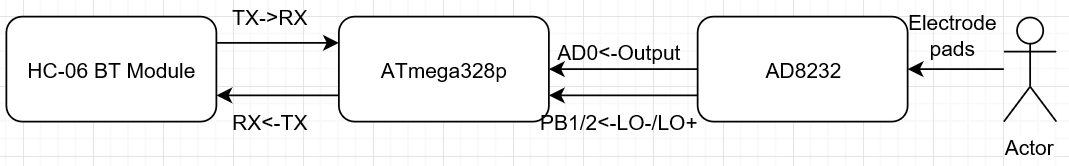 TX->RX
HC-06 BT Module
RX<-TX
ATmega328p
AD0<-Output
PB1/2<-LO-/LO+
AD8232
Electrode
pads
Actor